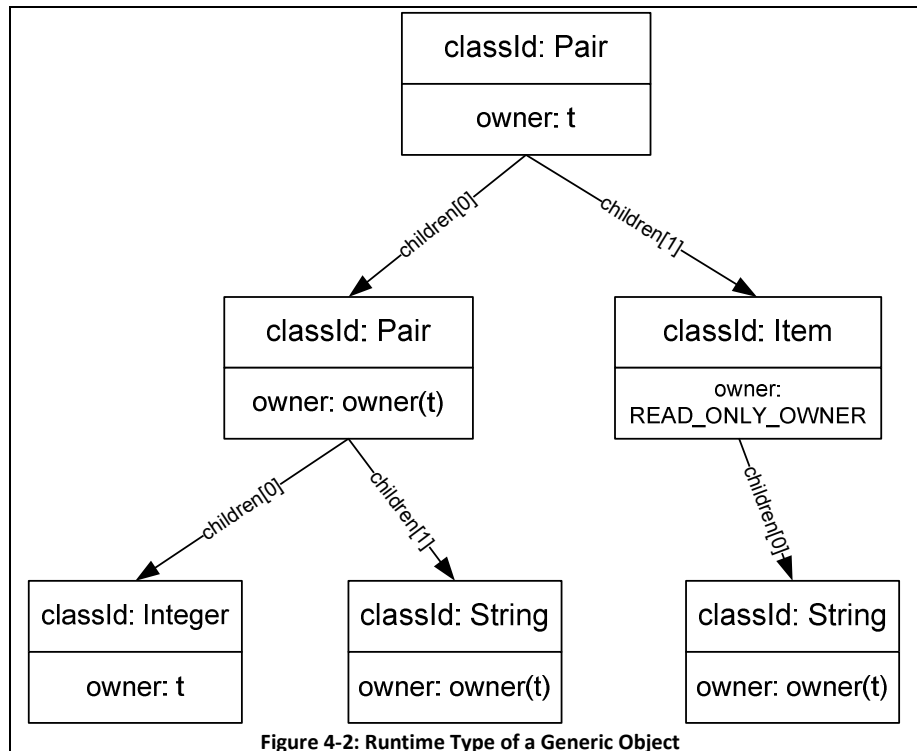 classId: Pair
owner: t
children[0]
children[1]
classId: Pair
owner: owner(t)
classId: Item
owner:
READ_ONLY_OWNER
children[0]
children[1]
children[0]
classId: Integer
owner: t
classId: String
owner: owner(t)
classId: String
owner: owner(t)
Figure 4-2: Runtime Type of a Generic Object